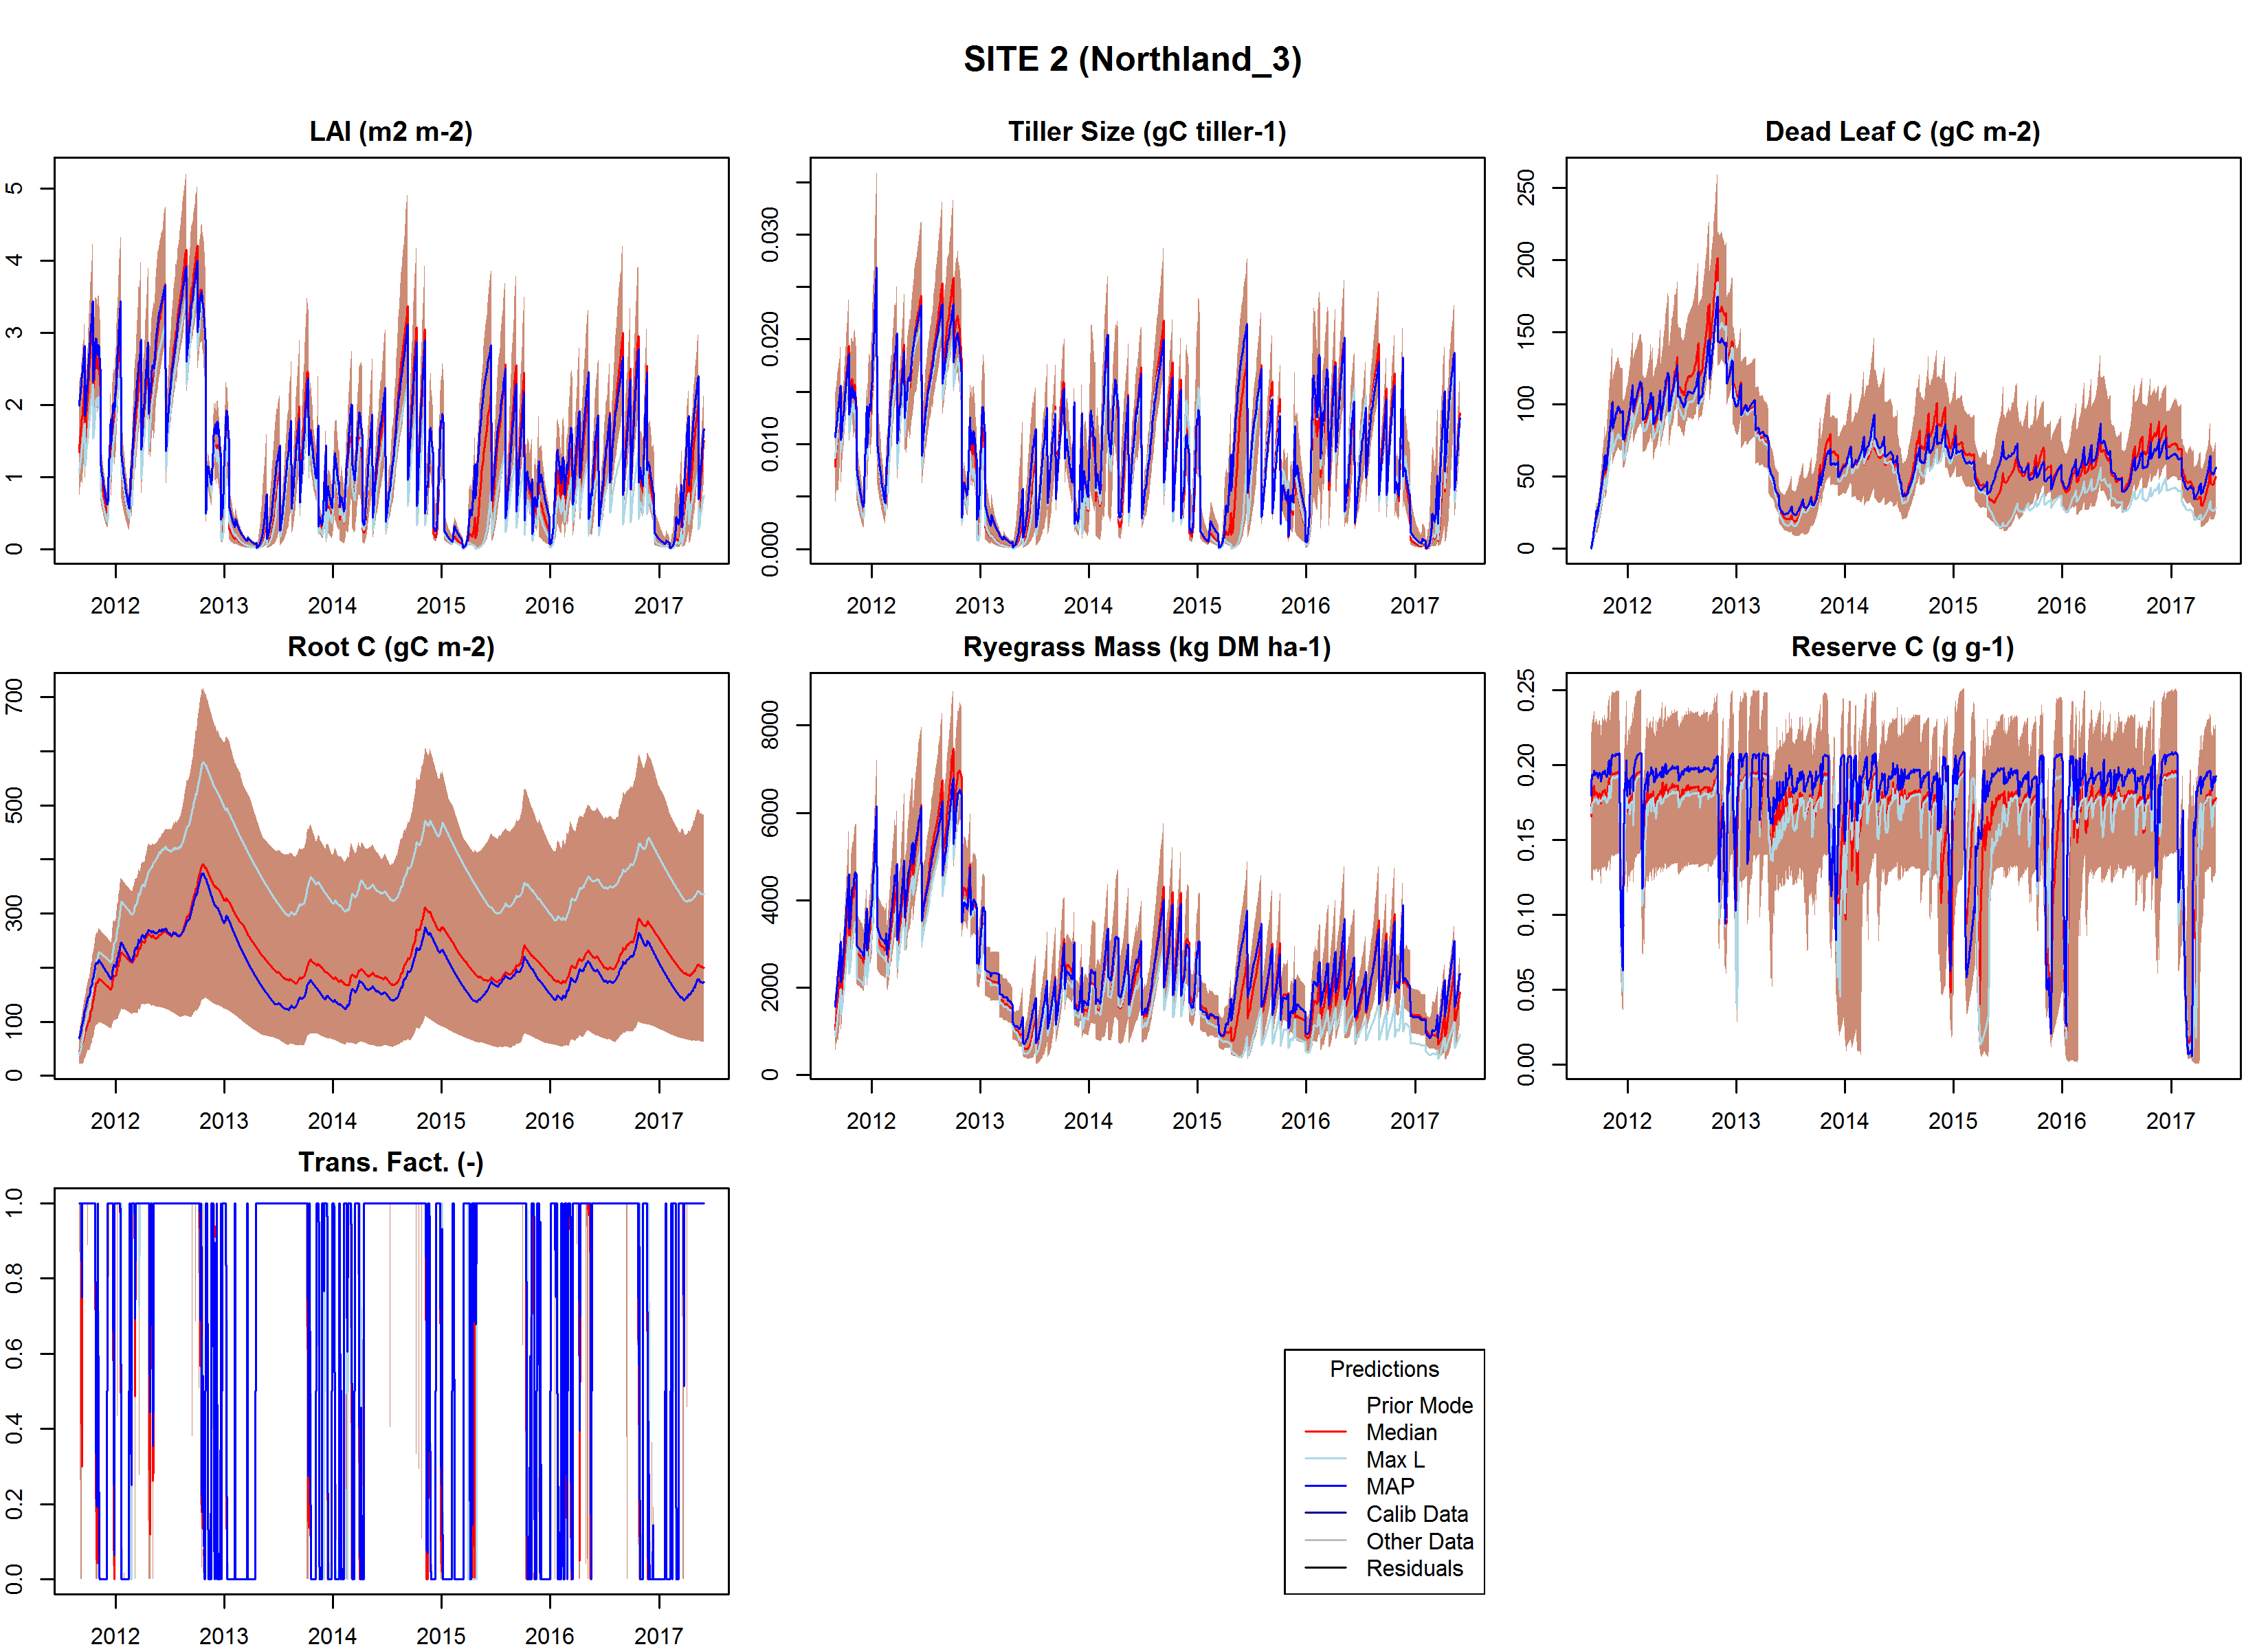 SITE 2 (Northland_3)
LAI (m2 m-2)
0 1 2 3 4 5
2012 2013 2014 2015 2016 2017
Tiller Size (gC tiller-1)
0.000 0.010 0.020 0.030
2012 2013 2014 2015 2016 2017
Dead Leaf C (gC m-2)
0 50 100 150 200 250
2012 2013 2014 2015 2016 2017
Root C (gC m-2)
0 100 300 500 700
2012 2013 2014 2015 2016 2017
Ryegrass Mass (kg DM ha-1)
0 2000 4000 6000 8000
2012 2013 2014 2015 2016 2017
Reserve C (g g-1)
0.00 0.05 0.10 0.15 0.20 0.25
2012 2013 2014 2015 2016 2017
Trans. Fact. (-)
0.0 0.2 0.4 0.6 0.8 1.0
2012 2013 2014 2015 2016 2017
Predictions
Prior Mode
Median
Max L
MAP
Calib Data
Other Data
Residuals